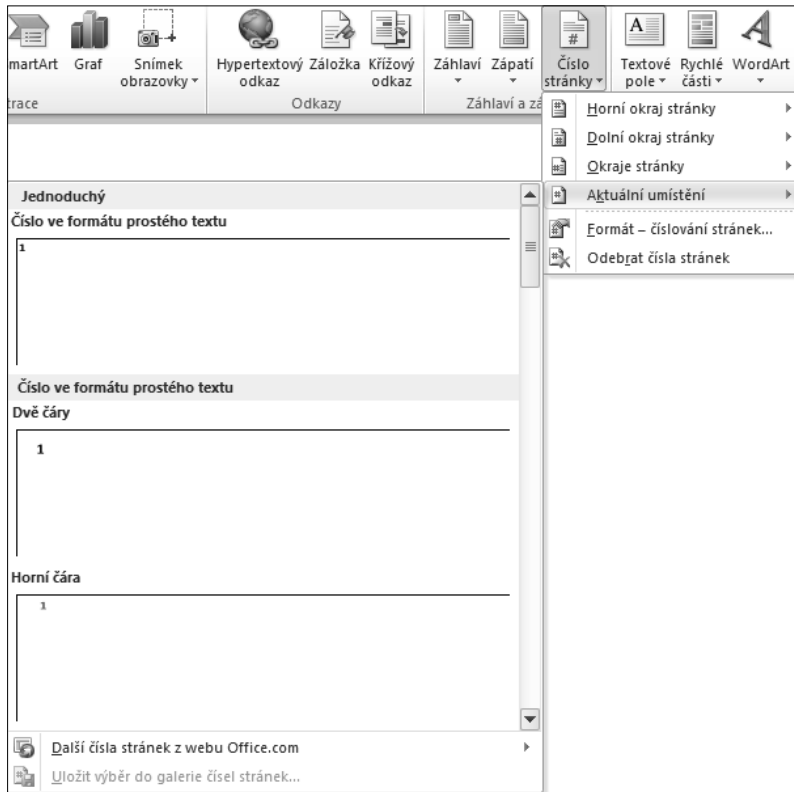 martArt Graf Snímek obrazovky
Hypertextový odkaz Záložka Křížový odkaz
Záhlaví Zápatí Číslo stránky
Textové pole Rychlé části WordArt
trace Odkazy Záhlaví a zá
Horní okraj stránky
Dolní okraj stránky
Okraje stránky
Aktuální umístění
Formát – číslování stránek...
Odebrat čísla stránek
Jednoduchý
Číslo ve formátu prostého textu
1
Číslo ve formátu prostého textu
Dvě čáry
1
Horní čára
1
Další čísla stránek z webu Office.com
Uložit výběr do galerie čísel stránek...